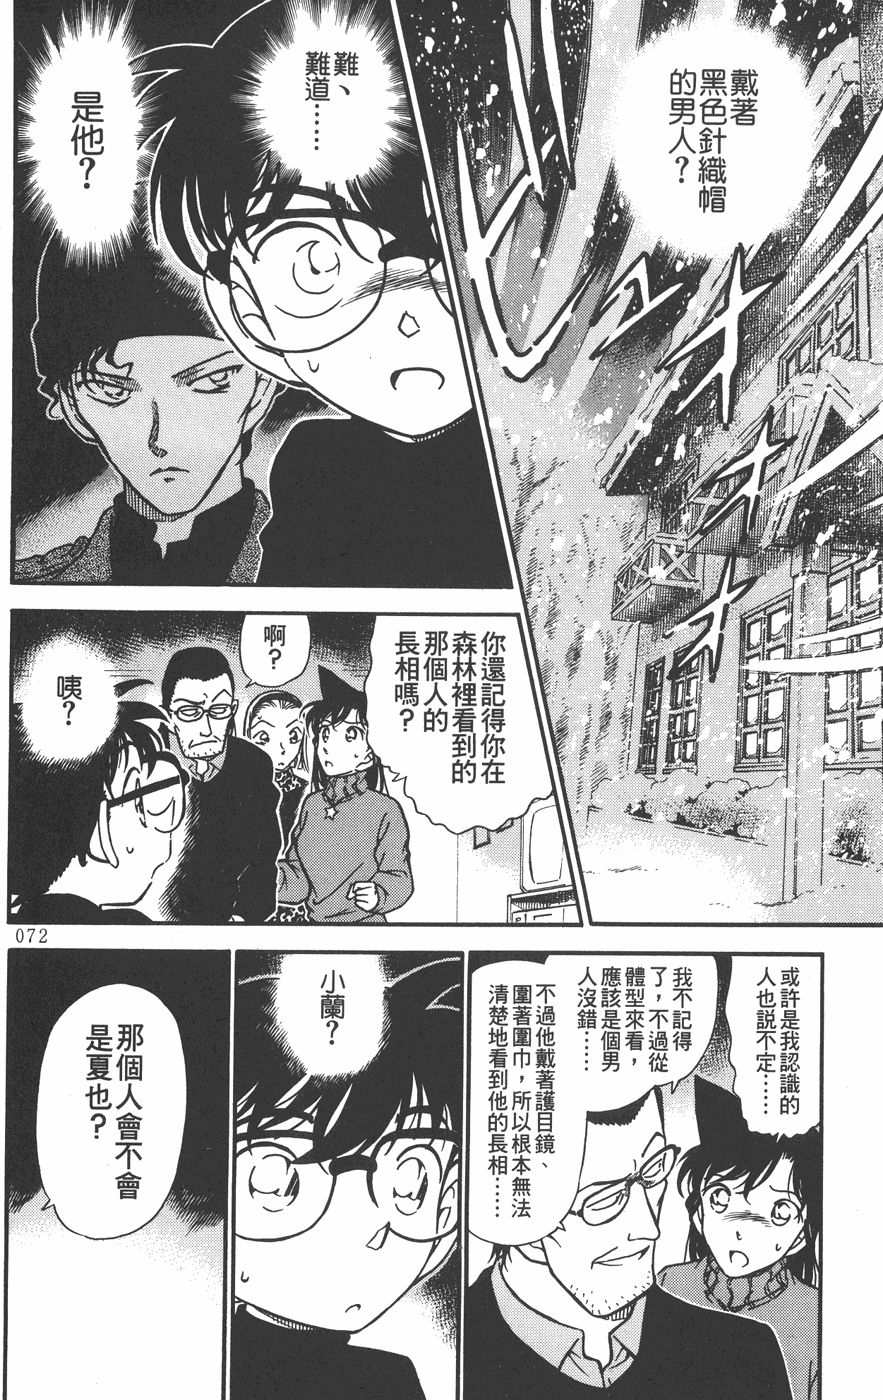 戴著
黑色針織帽
的男人？
難、
難道……
是他？
ビュオオオ
你還記得你在
森林裡看到的
那個人的
長相嗎？
啊？
咦？
072
或許是我認識的
人也說不定……
我不記得
了，不過從
體型來看，
應該是個男
人沒錯……
不過他戴著護目鏡、
圍著圍巾，所以根本無法
清楚地看到他的長相……
小蘭？
那個人會不會
是夏也？